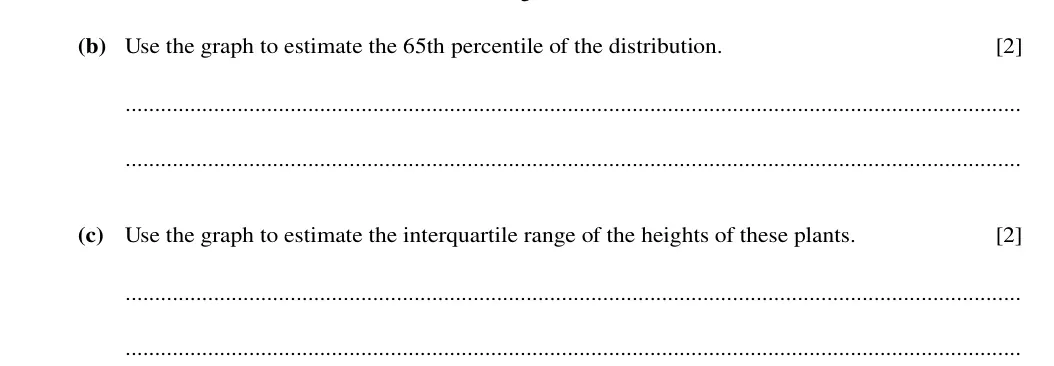 (b) Use the graph to estimate the 65th percentile of the distribution. [2]
................................................................................................................................................................
................................................................................................................................................................
(c) Use the graph to estimate the interquartile range of the heights of these plants. [2]
................................................................................................................................................................
................................................................................................................................................................